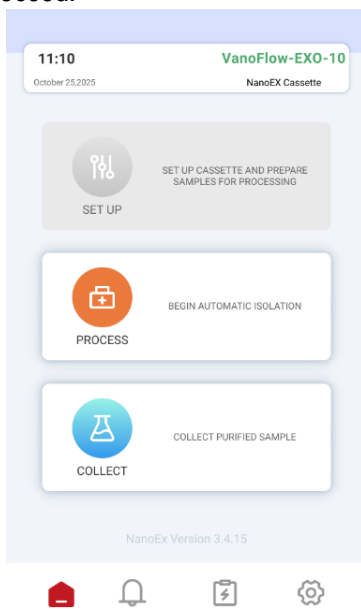 11:10
VanoFlow-EXO-10
October 25,2025
NanoEX Cassette
SET UP
SET UP CASSETTE AND PREPARE
SAMPLES FOR PROCESSING
PROCESS
BEGIN AUTOMATIC ISOLATION
COLLECT
COLLECT PURIFIED SAMPLE
NanoEx Version 3.4.15